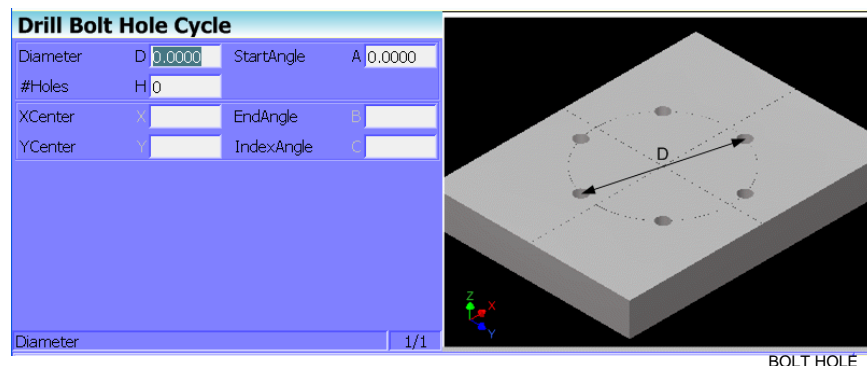 Drill Bolt Hole Cycle
Diameter D 0.0000 StartAngle A 0.0000
#Holes H 0
XCenter X EndAngle B
YCenter Y IndexAngle C
D
Z
X
Y
Diameter 1/1
BOLT HOLE